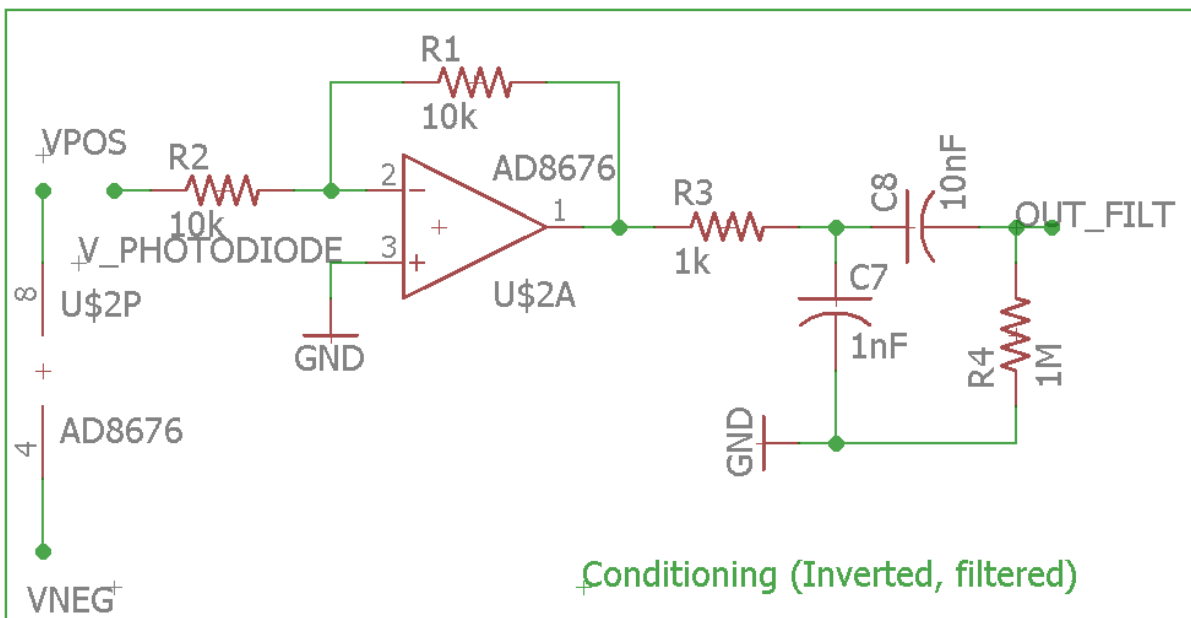 R1
10k
VPOS
R2
AD8676
2
10k
1
R3
C8
10nF
OUT_FILT
V_PHOTODIODE
3
1k
C7
8
U$2P
U$2A
1nF
GND
R4
1M
AD8676
4
GND
Conditioning (Inverted, filtered)
VNEG